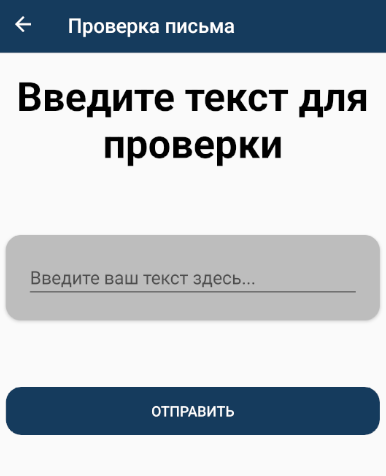 Проверка письма
Введите текст для
проверки
Введите ваш текст здесь...
ОТПРАВИТЬ